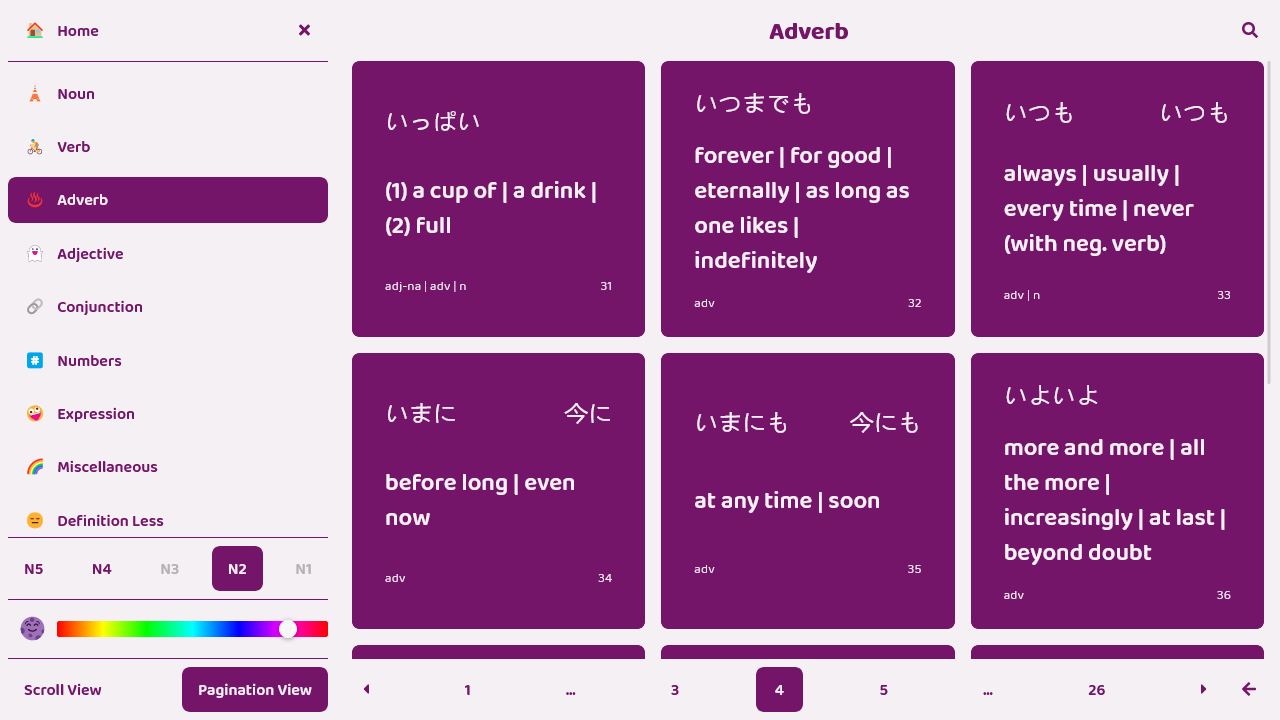 Home
Noun
Verb
Adverb
Adjective
Conjunction
Numbers
Expression
Miscellaneous
Definition Less
N5 N4 N3 N2 N1
Scroll View Pagination View
Adverb
いっぱい
(1) a cup of | a drink |
(2) full
adj-na | adv | n 31
いつまでも
forever | for good |
eternally | as long as
one likes |
indefinitely
adv 32
いつも いつも
always | usually |
every time | never
(with neg. verb)
adv | n 33
いまに 今に
before long | even
now
adv 34
いまにも 今にも
at any time | soon
adv 35
いよいよ
more and more | all
the more |
increasingly | at last |
beyond doubt
adv 36
1 ... 3 4 5 ... 26